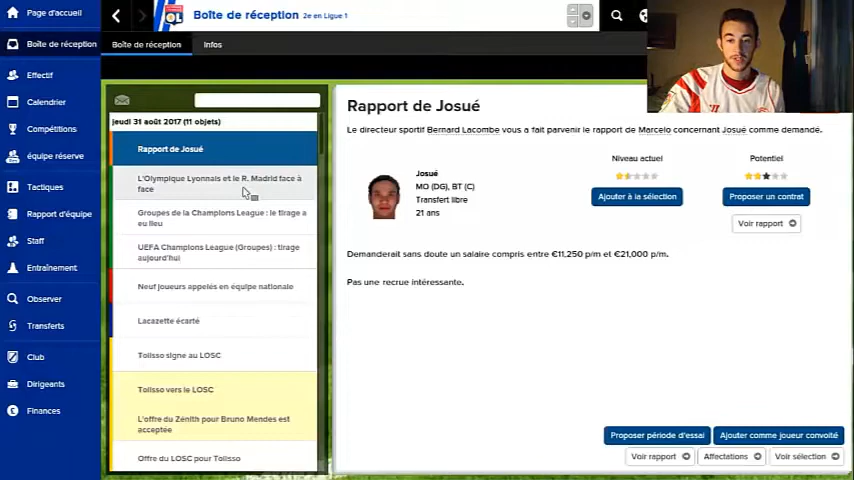 Page d'accueil
Boîte de réception
Effectif
Calendrier
Compétitions
équipe réserve
Tactiques
Rapport d'équipe
Staff
Entraînement
Observer
Transferts
Club
Dirigeants
Finances
OL
Boîte de réception 2e en Ligue 1
Boîte de réception Infos
jeudi 31 août 2017 (11 objets)
Rapport de Josué
L'Olympique Lyonnais et le R. Madrid face à
face
Groupes de la Champions League : le tirage a
eu lieu
UEFA Champions League (Groupes) : tirage
aujourd'hui
Neuf joueurs appelés en équipe nationale
Lacazette écarté
Tolisso signe au LOSC
Tolisso vers le LOSC
L'offre du Zénith pour Bruno Mendes est
acceptée
Offre du LOSC pour Tolisso
Rapport de Josué
Le directeur sportif Bernard Lacombe vous a fait parvenir le rapport de Marcelo concernant Josué comme demandé.
Josué
MO (DG), BT (C)
Transfert libre
21 ans
Niveau actuel
Ajouter à la sélection
Potentiel
Proposer un contrat
Voir rapport
Demanderait sans doute un salaire compris entre €11,250 p/m et €21,000 p/m.
Pas une recrue intéressante.
Proposer période d'essai Ajouter comme joueur convoité
Voir rapport Affectations Voir sélection